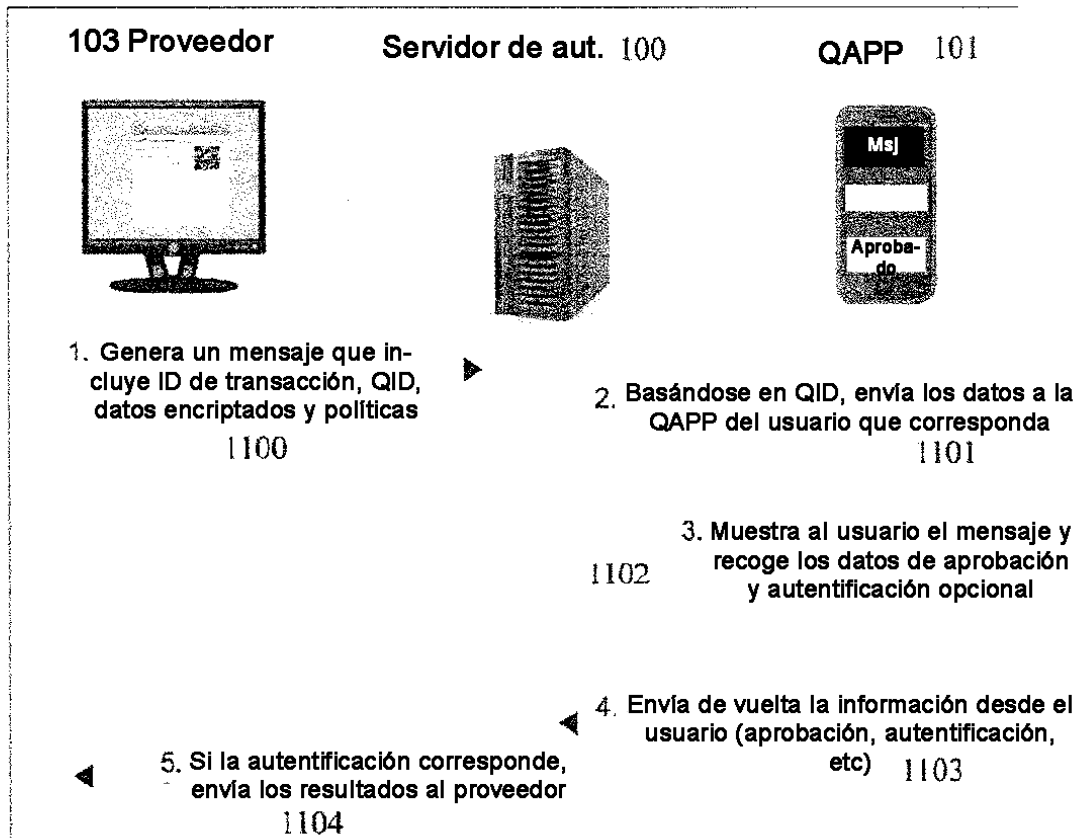 103 Proveedor
Servidor de aut. 100
QAPP 101
Msj
Aproba-
do
1. Genera un mensaje que in-
cluye ID de transacción, QID,
datos encriptados y políticas
1100
2. Basándose en QID, envía los datos a la
QAPP del usuario que corresponda
1101
3. Muestra al usuario el mensaje y
recoge los datos de aprobación
y autentificación opcional
1102
4. Envía de vuelta la información desde el
usuario (aprobación, autentificación,
etc) 1103
5. Si la autentificación corresponde,
envía los resultados al proveedor
1104